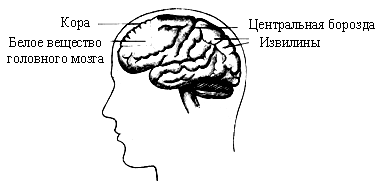 Кора
Белое вещество
головного мозга
Центральная борозда
Извилины